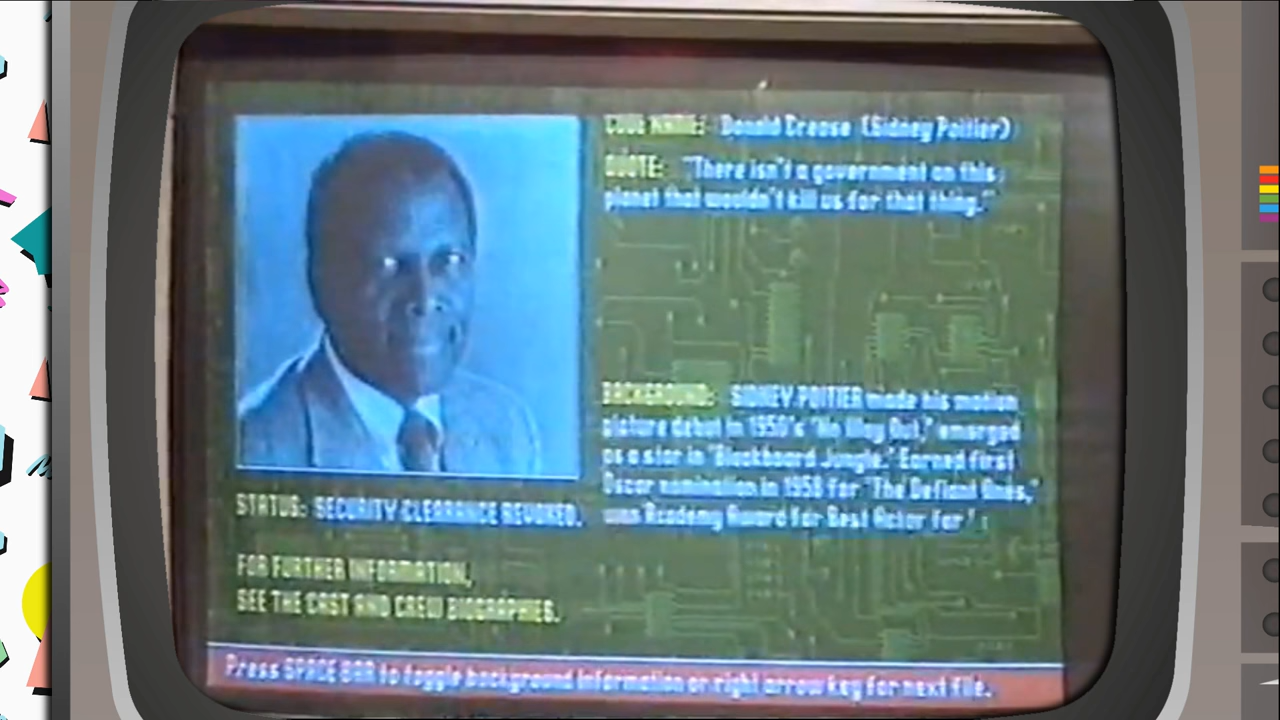 CODE NAME: Donald Crease (Sidney Poitier)
QUOTE: "There isn't a government on this
planet that wouldn't kill us for that thing."
BACKGROUND: SIDNEY POITIER made his motion
picture debut in 1950's "No Way Out," emerged
as a star in "Blackboard Jungle." Earned first
Oscar nomination in 1958 for "The Defiant Ones,"
won Academy Award for Best Actor for "
STATUS: SECURITY CLEARANCE REVOKED.
FOR FURTHER INFORMATION,
SEE THE CAST AND CREW BIOGRAPHIES.
Press SPACE BAR to toggle background information or right arrow key for next file.